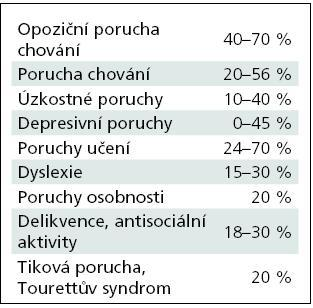 Opoziční porucha
chování 40–70 %
Porucha chování 20–56 %
Úzkostné poruchy 10–40 %
Depresivní poruchy 0–45 %
Poruchy učení 24–70 %
Dyslexie 15–30 %
Poruchy osobnosti 20 %
Delikvence, antisociální
aktivity 18–30 %
Tiková porucha,
Tourettův syndrom 20 %